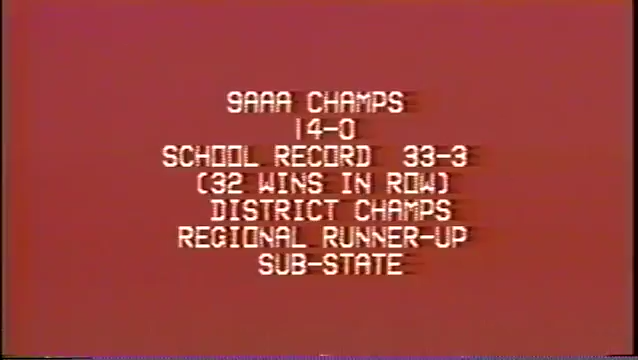 9AAA CHAMPS
14-0
SCHOOL RECORD 33-3
(32 WINS IN ROW)
DISTRICT CHAMPS
REGIONAL RUNNER-UP
SUB-STATE